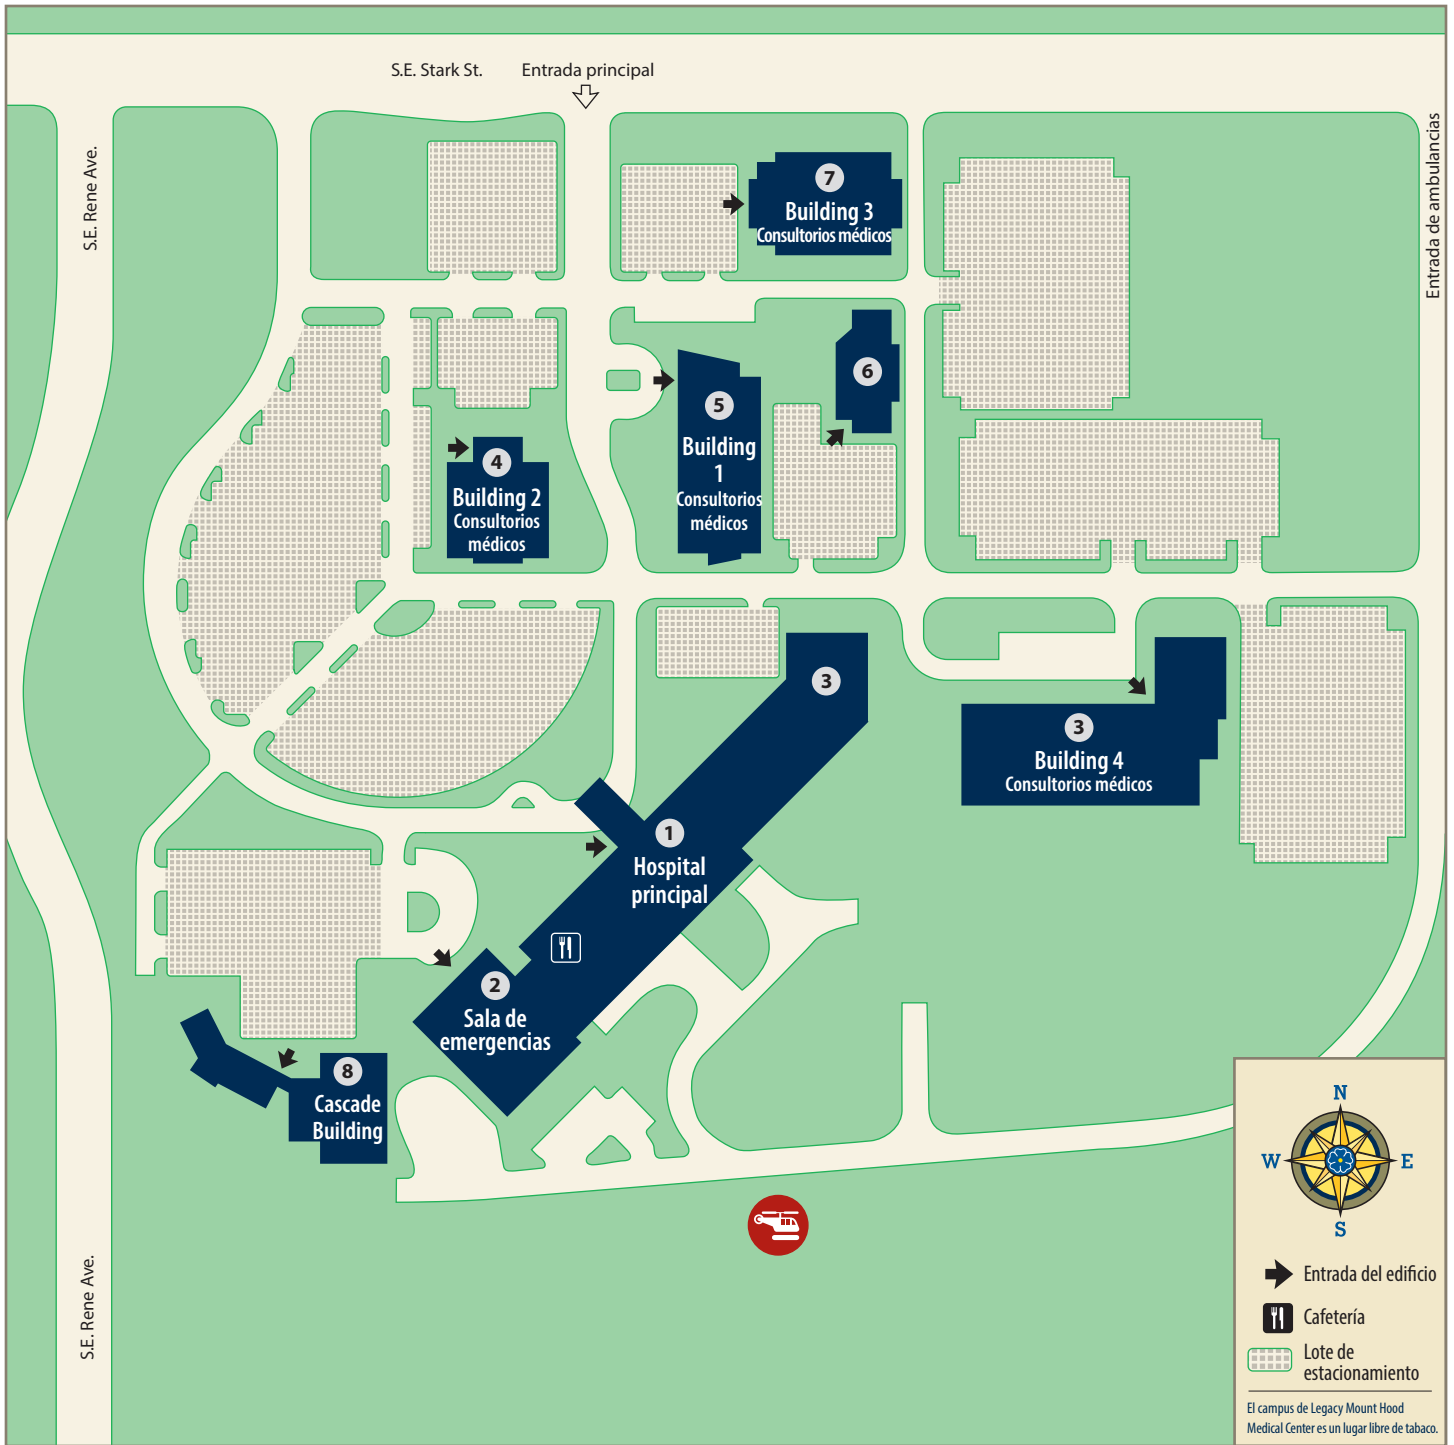 S.E. Stark St.
Entrada principal
S.E. Rene Ave.
Entrada de ambulancias
7
Building 3
Consultorios médicos
6
5
Building
1
Consultorios
médicos
4
Building 2
Consultorios
médicos
3
3
Building 4
Consultorios médicos
1
Hospital
principal
2
Sala de
emergencias
8
Cascade
Building
S.E. Rene Ave.
N
W
E
S
Entrada del edificio
Cafetería
Lote de
estacionamiento
El campus de Legacy Mount Hood
Medical Center es un lugar libre de tabaco.